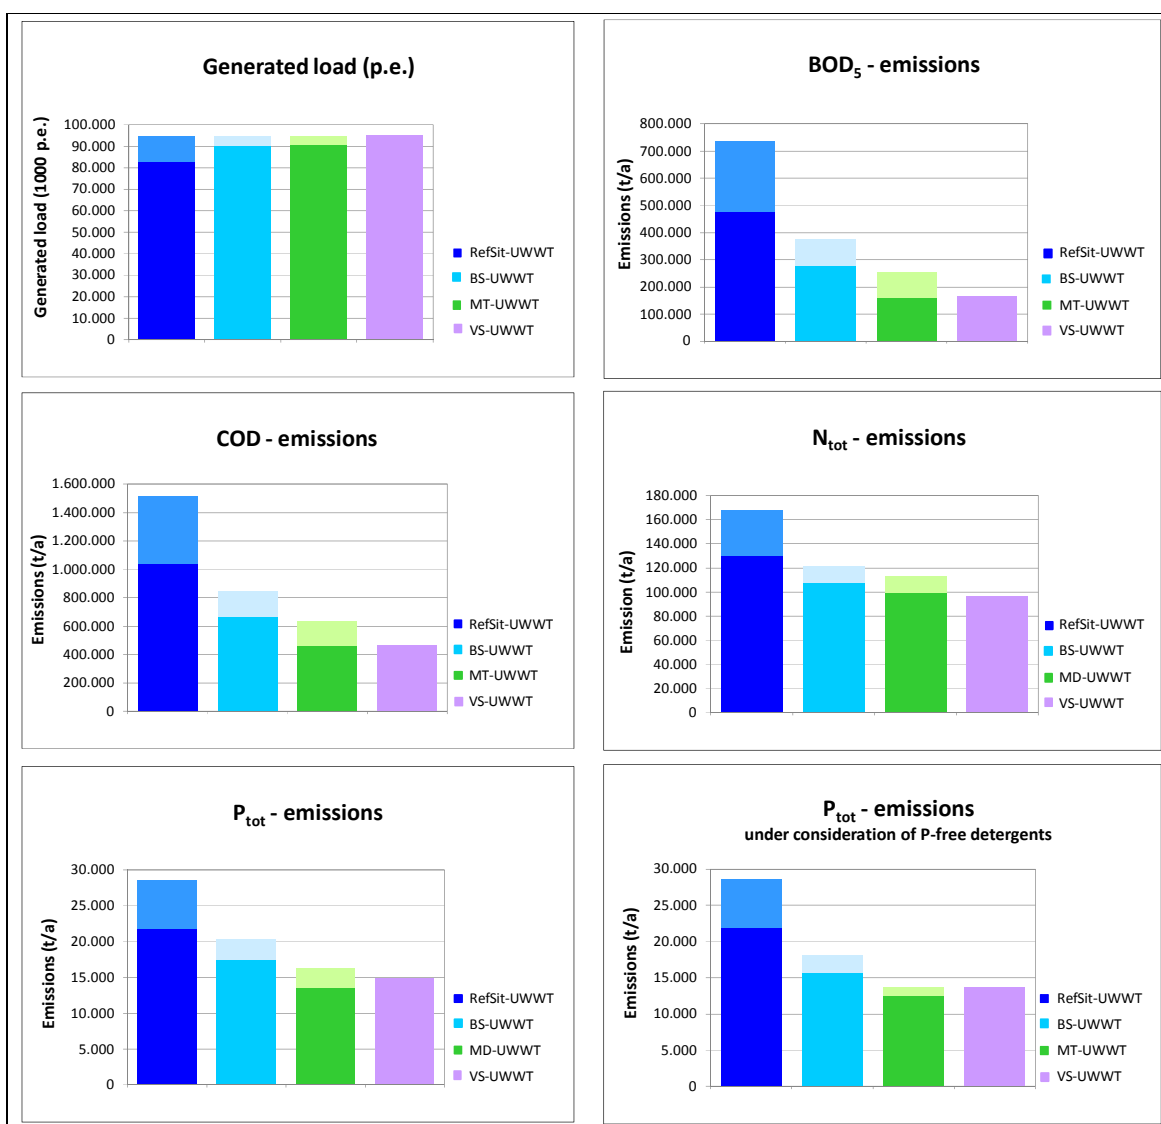 Generated load (p.e.)
Generated load (1000 p.e.)
100.000
90.000
80.000
70.000
60.000
50.000
40.000
30.000
20.000
10.000
0
RefSit-UWWT
BS-UWWT
MT-UWWT
VS-UWWT
BOD5 - emissions
Emissions (t/a)
800.000
700.000
600.000
500.000
400.000
300.000
200.000
100.000
0
RefSit-UWWT
BS-UWWT
MT-UWWT
VS-UWWT
COD - emissions
Emissions (t/a)
1.600.000
1.400.000
1.200.000
1.000.000
800.000
600.000
400.000
200.000
0
RefSit-UWWT
BS-UWWT
MT-UWWT
VS-UWWT
Ntot - emissions
Emission (t/a)
180.000
160.000
140.000
120.000
100.000
80.000
60.000
40.000
20.000
0
RefSit-UWWT
BS-UWWT
MD-UWWT
VS-UWWT
Ptot - emissions
Emissions (t/a)
30.000
25.000
20.000
15.000
10.000
5.000
0
RefSit-UWWT
BS-UWWT
MD-UWWT
VS-UWWT
Ptot - emissions
under consideration of P-free detergents
Emissions (t/a)
30.000
25.000
20.000
15.000
10.000
5.000
0
RefSit-UWWT
BS-UWWT
MT-UWWT
VS-UWWT